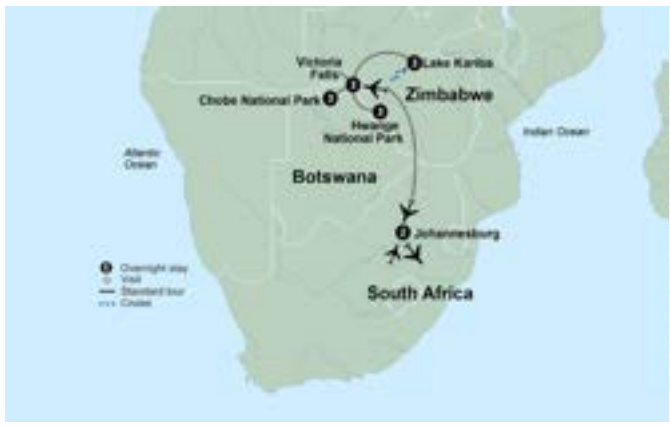 Victoria
Falls
Lake Kariba
Chobe National Park
Zimbabwe
Hwange
National Park
Indian Ocean
Atlantic
Ocean
Botswana
Johannesburg
South Africa
Overnight stay
Visit
Standard tour
Cruise